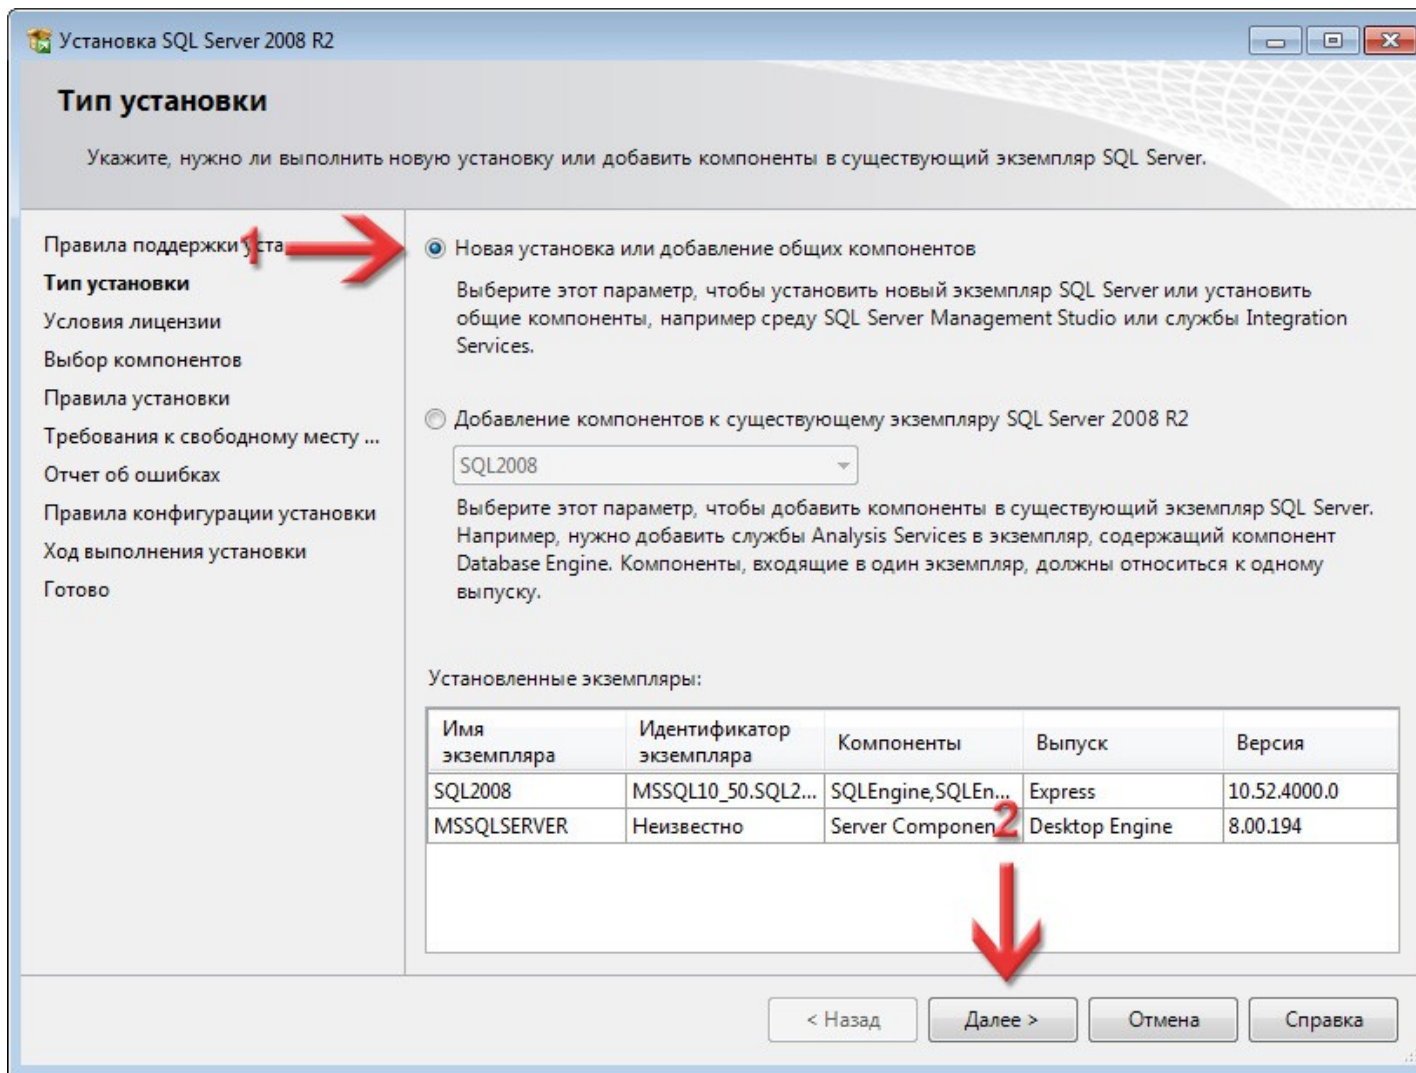 Установка SQL Server 2008 R2
Тип установки
Укажите, нужно ли выполнить новую установку или добавить компоненты в существующий экземпляр SQL Server.
Правила поддержки уста
1
Тип установки
Условия лицензии
Выбор компонентов
Правила установки
Требования к свободному месту ...
Отчет об ошибках
Правила конфигурации установки
Ход выполнения установки
Готово
Новая установка или добавление общих компонентов
Выберите этот параметр, чтобы установить новый экземпляр SQL Server или установить
общие компоненты, например среду SQL Server Management Studio или службы Integration
Services.
Добавление компонентов к существующему экземпляру SQL Server 2008 R2
SQL2008
Выберите этот параметр, чтобы добавить компоненты в существующий экземпляр SQL Server.
Например, нужно добавить службы Analysis Services в экземпляр, содержащий компонент
Database Engine. Компоненты, входящие в один экземпляр, должны относиться к одному
выпуску.
Установленные экземпляры:
Имя экземпляра Идентификатор экземпляра Компоненты Выпуск Версия
SQL2008 MSSQL10_50.SQL2... SQLEngine,SQLEn... Express 10.52.4000.0
MSSQLSERVER Неизвестно Server Componen Desktop Engine 8.00.194
2
< Назад Далее > Отмена Справка